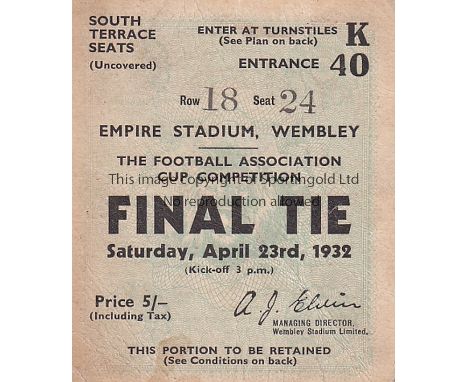 SOUTH TERRACE SEATS
(Uncovered)
ENTER AT TURNSTILES K
(See Plan on back)
ENTRANCE 40
Row 18 Seat 24
EMPIRE STADIUM, WEMBLEY
THE FOOTBALL ASSOCIATION
CUP COMPETITION
This image copyright of Sportingold Ltd
No reproduction allowed
FINAL TIE
Saturday, April 23rd, 1932
(Kick-off 3 p.m.)
Price 5/–
(Including Tax)
A. J. Elvin
MANAGING DIRECTOR,
Wembley Stadium Limited.
THIS PORTION TO BE RETAINED
(See Conditions on back)